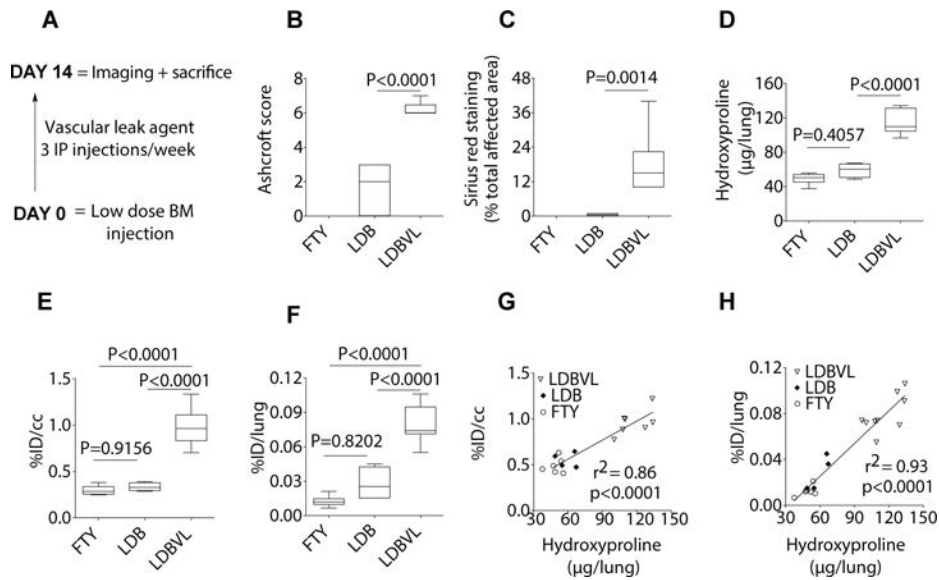 A
DAY 14 = Imaging + sacrifice
Vascular leak agent
3 IP injections/week
DAY 0 = Low dose BM
injection
B
Ashcroft score
8
6
4
2
0
P<0.0001
FTY
LDB
LDBVL
C
Sirius red staining
(% total affected area)
48
36
24
12
0
P=0.0014
FTY
LDB
LDBVL
D
Hydroxyproline
(µg/lung)
160
120
80
40
0
P<0.0001
P=0.4057
FTY
LDB
LDBVL
E
%ID/cc
1.5
1.0
0.5
0.0
P<0.0001
P<0.0001
P=0.9156
FTY
LDB
LDBVL
F
%ID/lung
0.12
0.09
0.06
0.03
0.00
P<0.0001
P<0.0001
P=0.8202
FTY
LDB
LDBVL
G
%ID/cc
1.5
1.0
0.5
0.0
LDBVL
LDB
FTY
r² = 0.86
p<0.0001
30 60 90 120 150
Hydroxyproline
(µg/lung)
H
%ID/lung
0.12
0.08
0.04
0.00
LDBVL
LDB
FTY
r² = 0.93
p<0.0001
30 60 90 120 150
Hydroxyproline
(µg/lung)